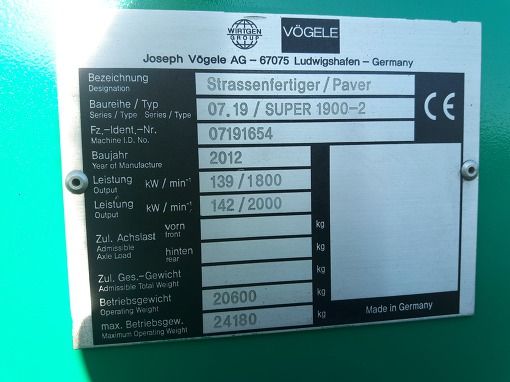 WIRTGEN
GROUP
VÖGELE
Joseph Vögele AG – 67075 Ludwigshafen – Germany
Bezeichnung
Designation
Strassenfertiger / Paver
Baureihe / Typ
Series / Type Series / Type
07.19 / SUPER 1900-2
Fz.-Ident.-Nr.
Machine I.D. No.
07191654
CE
Baujahr
Year of Manufacture
2012
Leistung kW / min⁻¹
Output
139 / 1800
Leistung kW / min⁻¹
Output
142 / 2000
Zul. Achslast vorn front kg
Admissible
Axle Load hinten rear kg
Zul. Ges.-Gewicht kg
Admissible Total Weight
Betriebsgewicht 20600 kg
Operating Weight
max. Betriebsgew. 24180 kg
Maximum Operating Weight
Made in Germany